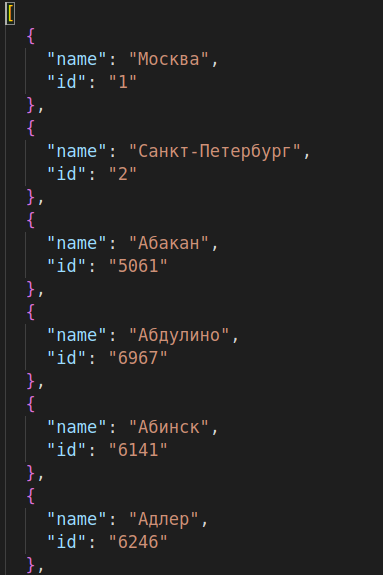 [
{
"name": "Москва",
"id": "1"
},
{
"name": "Санкт-Петербург",
"id": "2"
},
{
"name": "Абакан",
"id": "5061"
},
{
"name": "Абдулино",
"id": "6967"
},
{
"name": "Абинск",
"id": "6141"
},
{
"name": "Адлер",
"id": "6246"
},